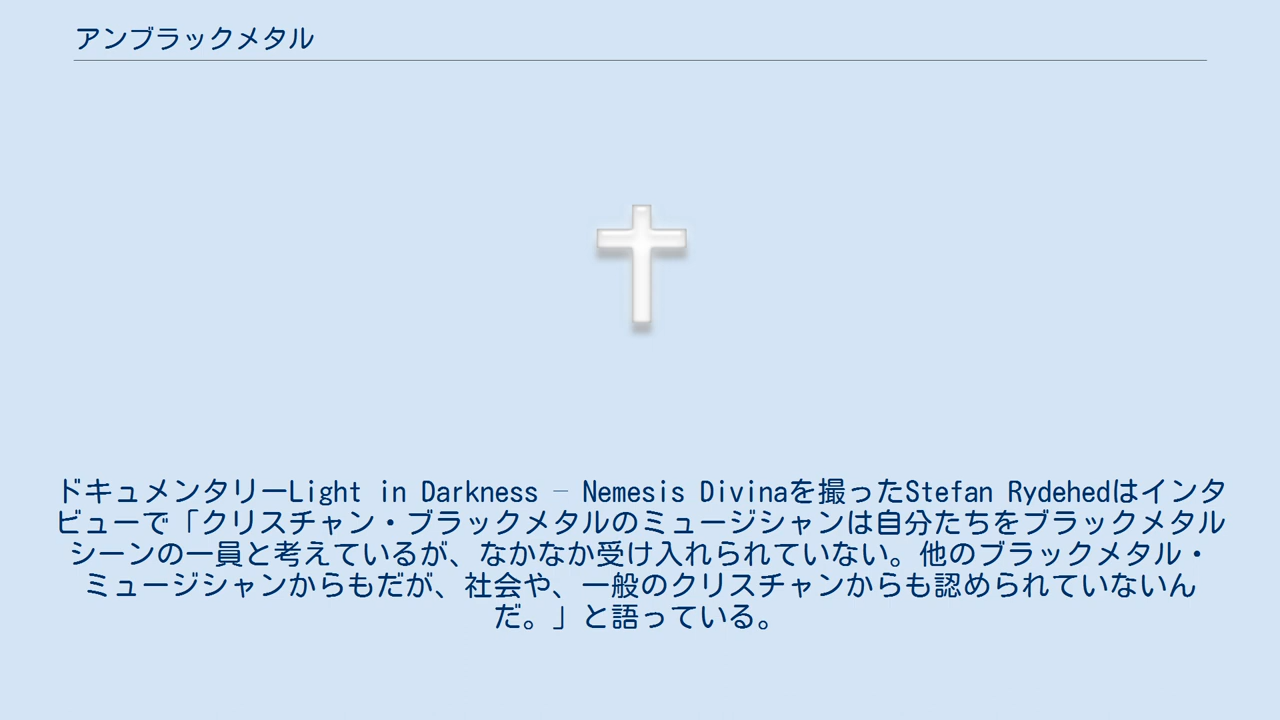 アンブラックメタル
ドキュメンタリーLight in Darkness – Nemesis Divinaを撮ったStefan Rydehedはインタ
ビューで「クリスチャン・ブラックメタルのミュージシャンは自分たちをブラックメタル
シーンの一員と考えているが、なかなか受け入れられていない。他のブラックメタル・
ミュージシャンからもだが、社会や、一般のクリスチャンからも認められていないん
だ。」と語っている。